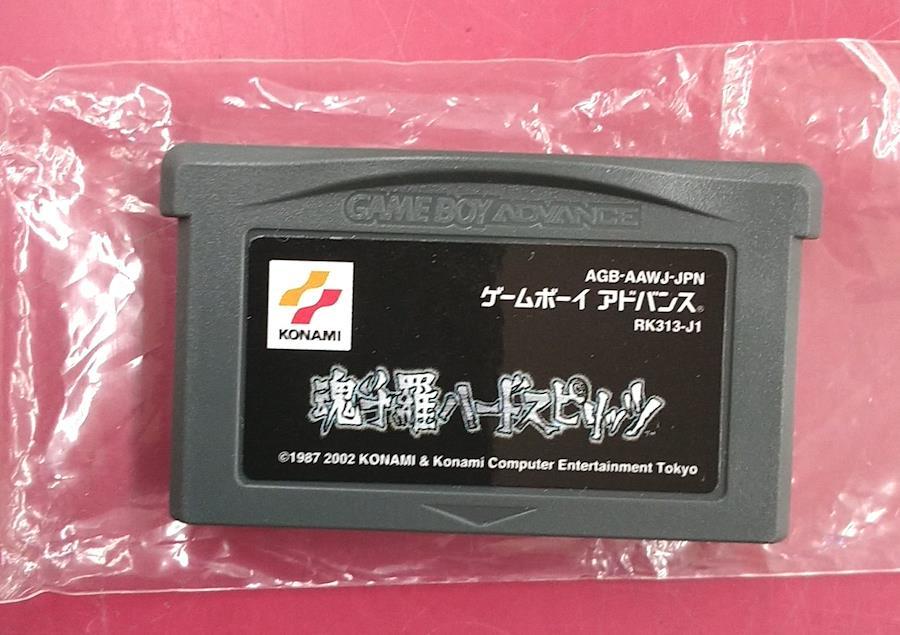 GAME BOY ADVANCE
KONAMI
AGB-AAWJ-JPN
ゲームボーイ アドバンス®
RK313-J1
魂斗羅ハードスピリッツ™
©1987 2002 KONAMI & Konami Computer Entertainment Tokyo